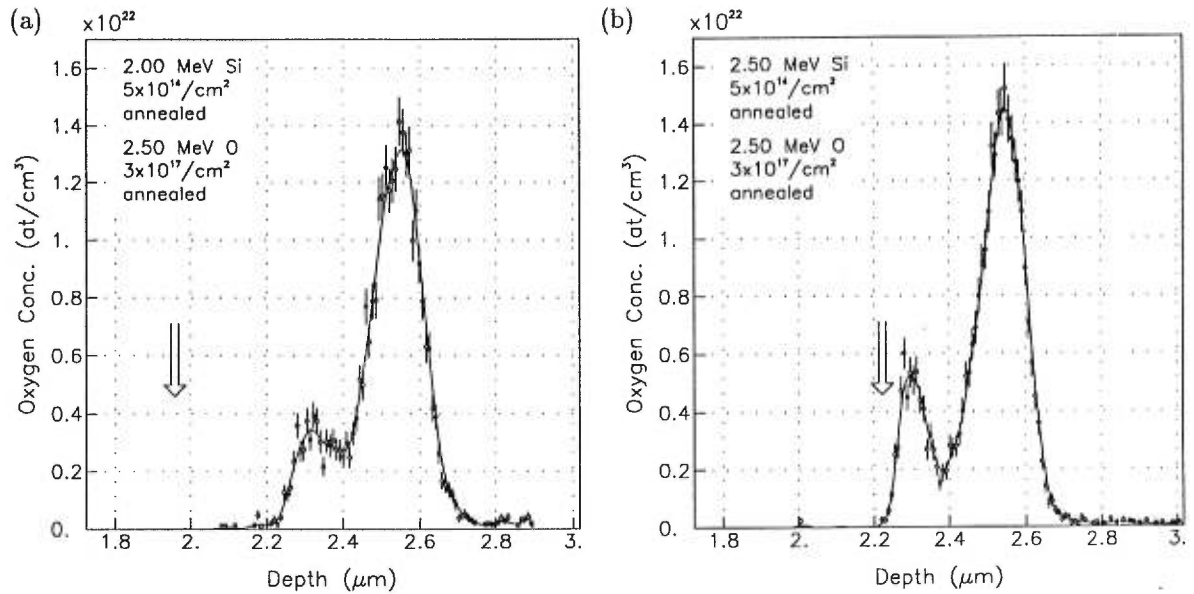 (a)
×10²²
2.00 MeV Si
5x10¹⁶/cm²
annealed
2.50 MeV O
3x10¹⁷/cm²
annealed
Oxygen Conc. (at/cm³)
1.6
1.4
1.2
1.
0.8
0.6
0.4
0.2
0.
1.8
2.
2.2
2.4
2.6
2.8
3.
Depth (μm)
(b)
×10²²
2.50 MeV Si
5x10¹⁶/cm²
annealed
2.50 MeV O
3x10¹⁷/cm²
annealed
Oxygen Conc. (at/cm³)
1.6
1.4
1.2
1.
0.8
0.6
0.4
0.2
0.
1.8
2.0
2.2
2.4
2.6
2.8
3.
Depth (μm)